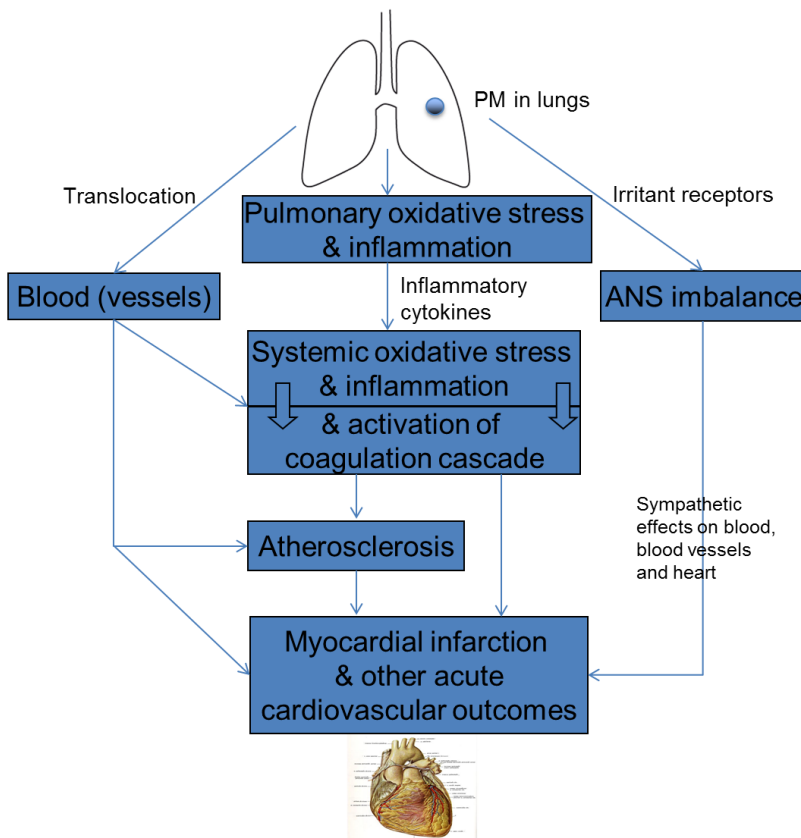 PM in lungs
Translocation
Irritant receptors
Pulmonary oxidative stress
& inflammation
Blood (vessels)
Inflammatory
cytokines
ANS imbalance
Systemic oxidative stress
& inflammation
& activation of
coagulation cascade
Sympathetic
effects on blood,
blood vessels
and heart
Atherosclerosis
Myocardial infarction
& other acute
cardiovascular outcomes